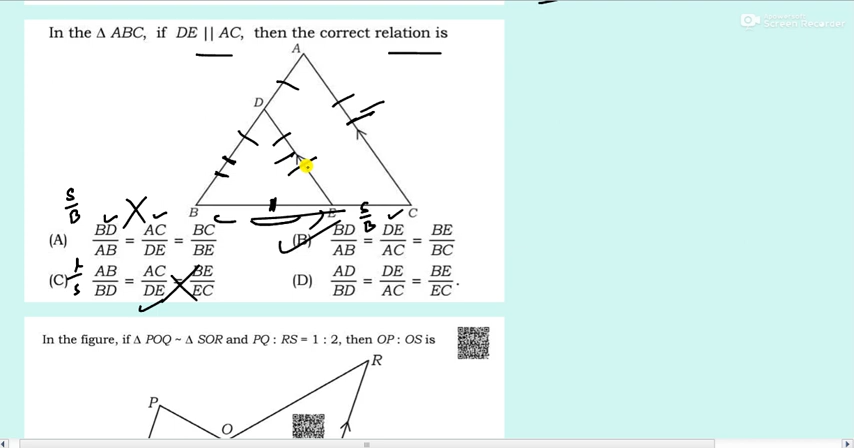 In the Δ ABC, if DE || AC, then the correct relation is
A
D
B E C
S/B S/B
(A) BD/AB = AC/DE = BC/BE (B) BD/AB = DE/AC = BE/BC
(C) AB/BD = AC/DE = BE/EC (D) AD/BD = DE/AC = BE/EC.
In the figure, if Δ POQ ~ Δ SOR and PQ : RS = 1 : 2, then OP : OS is
R
P
O
Screen Recorder